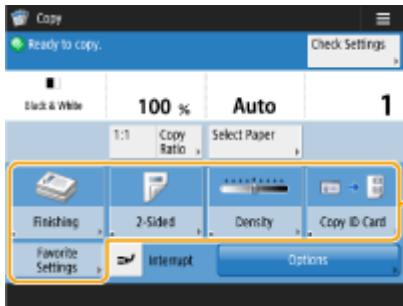 Copy
Ready to copy.
Check Settings
Black & White
100 %
Auto
1
1:1
Copy
Ratio
Select Paper
Finishing
2-Sided
Density
Copy ID Card
Favorite
Settings
Interrupt
Options